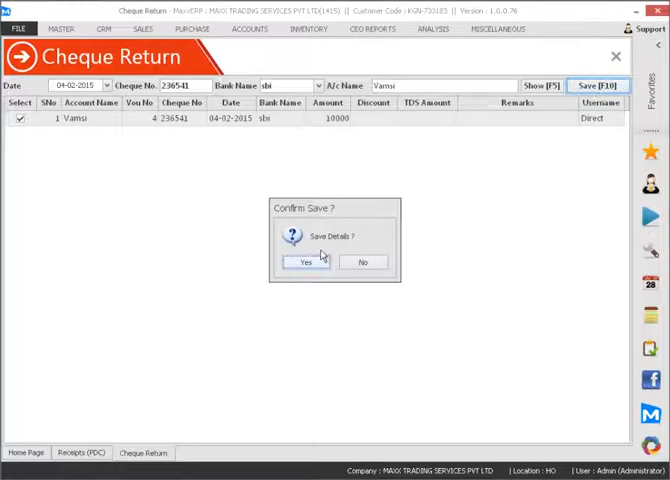 Cheque Return - MaxxERP : MAXX TRADING SERVICES PVT LTD(1415) || Customer Code : KGN-733183 || Version : 1.0.0.76
FILE MASTER CRM SALES PURCHASE ACCOUNTS INVENTORY CEO REPORTS ANALYSIS MISCELLANEOUS Support
Cheque Return
Date 04-02-2015 Cheque No. 236541 Bank Name sbi A/c Name Vamsi Show [F5] Save [F10]
Select SNo Account Name Vou No Cheque No Date Bank Name Amount Discount TDS Amount Remarks Username
1 Vamsi 4 236541 04-02-2015 sbi 10000 Direct
Favorites
Confirm Save ?
Save Details ?
Yes No
28
Home Page Receipts (PDC) Cheque Return
Company : MAXX TRADING SERVICES PVT LTD Location : HO User : Admin (Administrator)